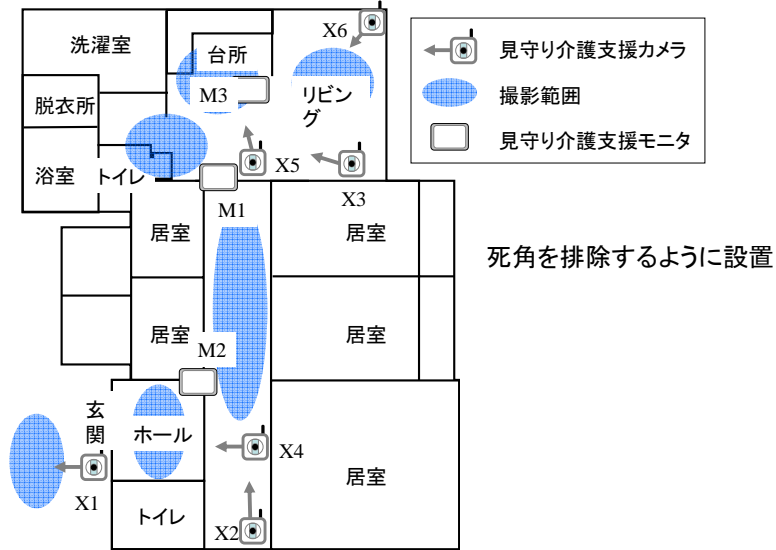 洗濯室
台所
X6
見守り介護支援カメラ
撮影範囲
見守り介護支援モニタ
脱衣所
M3
リビン
グ
浴室
トイレ
X5
X3
M1
居室
居室
死角を排除するように設置
居室
M2
居室
玄
関
ホール
X4
居室
X1
トイレ
X2